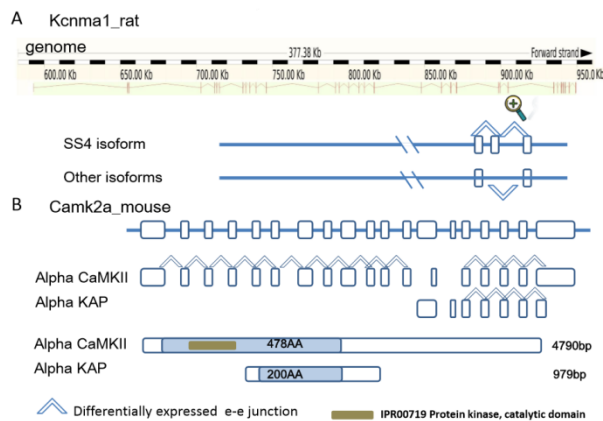 A Kcnma1_rat
genome
377.38 Kb Forward strand
600.00 Kb 650.00 Kb 700.00 Kb 750.00 Kb 800.00 Kb 850.00 Kb 900.00 Kb 950.0Kb
SS4 isoform
Other isoforms
B Camk2a_mouse
Alpha CaMKII
Alpha KAP
Alpha CaMKII 478AA 4790bp
Alpha KAP 200AA 979bp
Differentially expressed e-e junction IPR00719 Protein kinase, catalytic domain